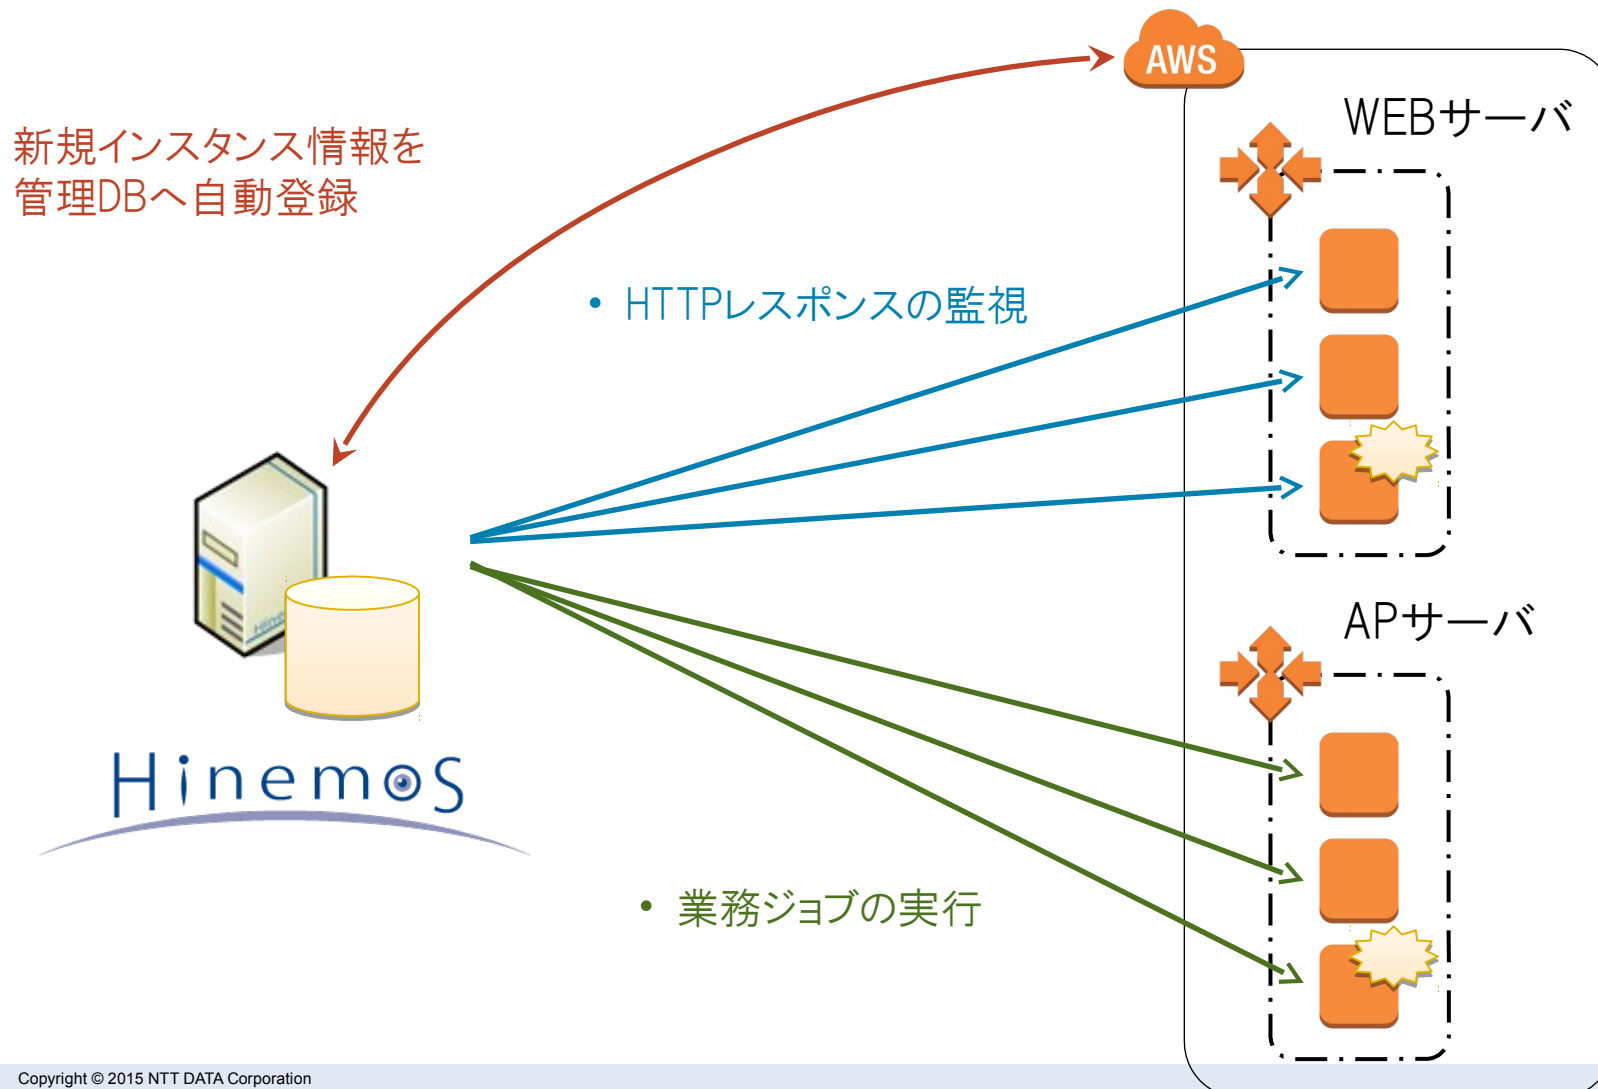 AWS
WEBサーバ
新規インスタンス情報を
管理DBへ自動登録
• HTTPレスポンスの監視
APサーバ
Hinemos
• 業務ジョブの実行
Copyright © 2015 NTT DATA Corporation